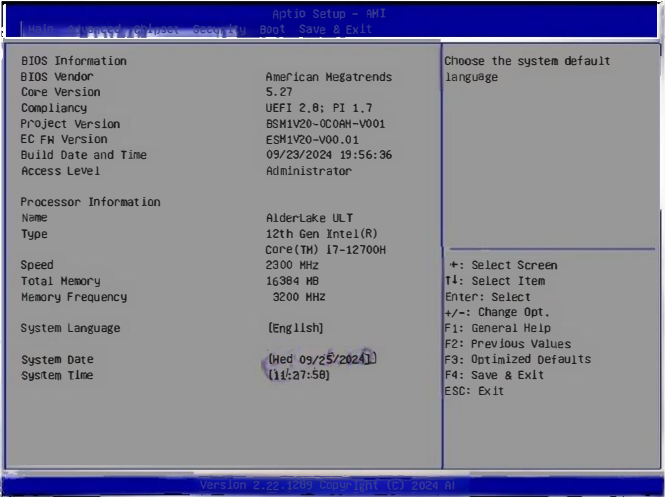 Aptio Setup – AMI
Main Advanced Chipset Security Boot Save & Exit
BIOS Information
BIOS Vendor American Megatrends
Core Version 5.27
Compliancy UEFI 2.8; PI 1.7
Project Version BSM1V20-0C0AM-V001
EC FW Version ESM1V20-V00.01
Build Date and Time 09/23/2024 19:56:36
Access Level Administrator
Processor Information
Name AlderLake ULT
Type 12th Gen Intel(R)
Core(TM) i7-12700H
Speed 2300 MHz
Total Memory 16384 MB
Memory Frequency 3200 MHz
System Language [English]
System Date [Wed 09/25/2024]
System Time [11:27:58]
Choose the system default
language
↔: Select Screen
↑↓: Select Item
Enter: Select
+/-: Change Opt.
F1: General Help
F2: Previous Values
F3: Optimized Defaults
F4: Save & Exit
ESC: Exit
Version 2.22.1289 Copyright (C) 2024 AMI